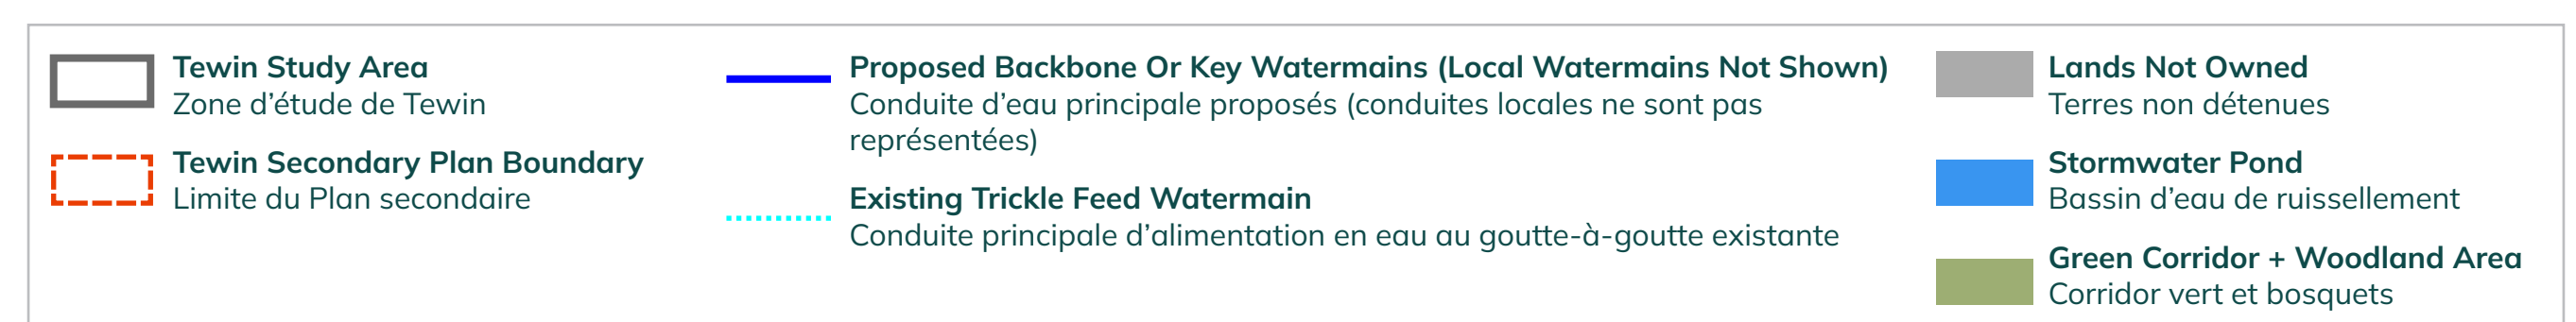 Tewin Study Area
Zone d'étude de Tewin
Tewin Secondary Plan Boundary
Limite du Plan secondaire
Proposed Backbone Or Key Watermains (Local Watermains Not Shown)
Conduite d'eau principale proposés (conduites locales ne sont pas
représentées)
Existing Trickle Feed Watermain
Conduite principale d'alimentation en eau au goutte-à-goutte existante
Lands Not Owned
Terres non détenues
Stormwater Pond
Bassin d'eau de ruissellement
Green Corridor + Woodland Area
Corridor vert et bosquets